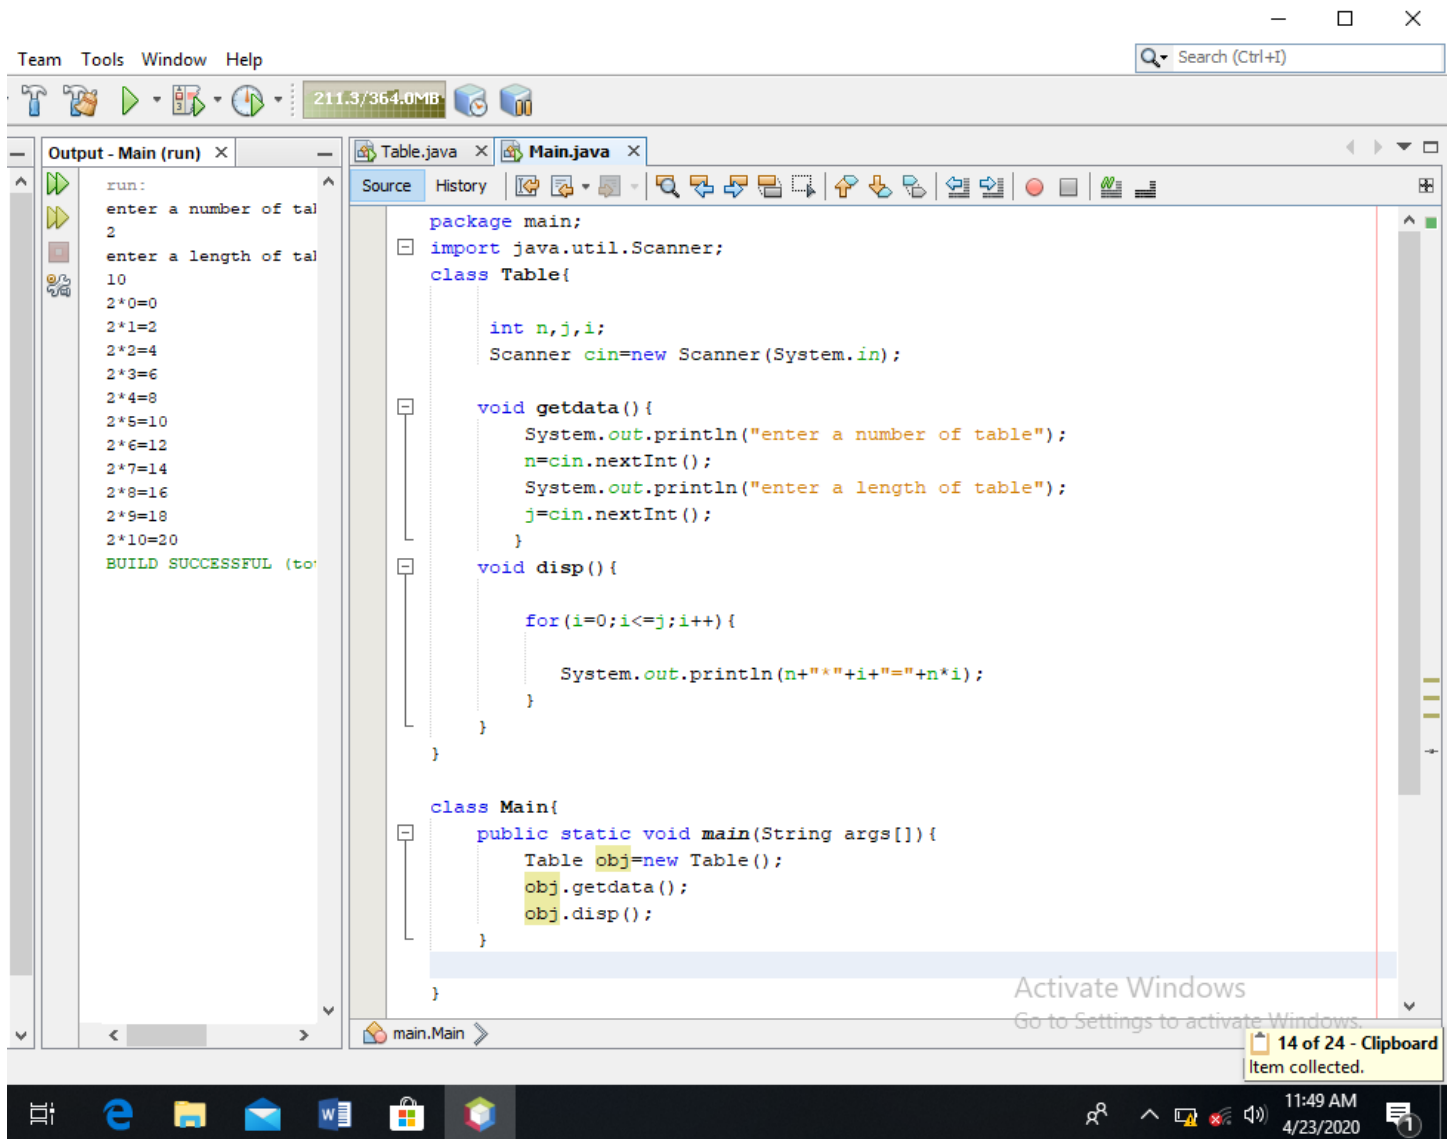 Team Tools Window Help
Search (Ctrl+I)
211.3/364.0MB
Output - Main (run)
Table.java
Main.java
Source History
run:
enter a number of tal
2
enter a length of tal
10
2*0=0
2*1=2
2*2=4
2*3=6
2*4=8
2*5=10
2*6=12
2*7=14
2*8=16
2*9=18
2*10=20
BUILD SUCCESSFUL (to
package main;
import java.util.Scanner;
class Table{
int n,j,i;
Scanner cin=new Scanner(System.in);
void getdata(){
System.out.println("enter a number of table");
n=cin.nextInt();
System.out.println("enter a length of table");
j=cin.nextInt();
}
void disp(){
for(i=0;i<=j;i++){
System.out.println(n+"*"+i+"="+n*i);
}
}
}
class Main{
public static void main(String args[]){
Table obj=new Table();
obj.getdata();
obj.disp();
}
}
Activate Windows
Go to Settings to activate Windows.
main.Main
14 of 24 - Clipboard
Item collected.
11:49 AM
4/23/2020
1